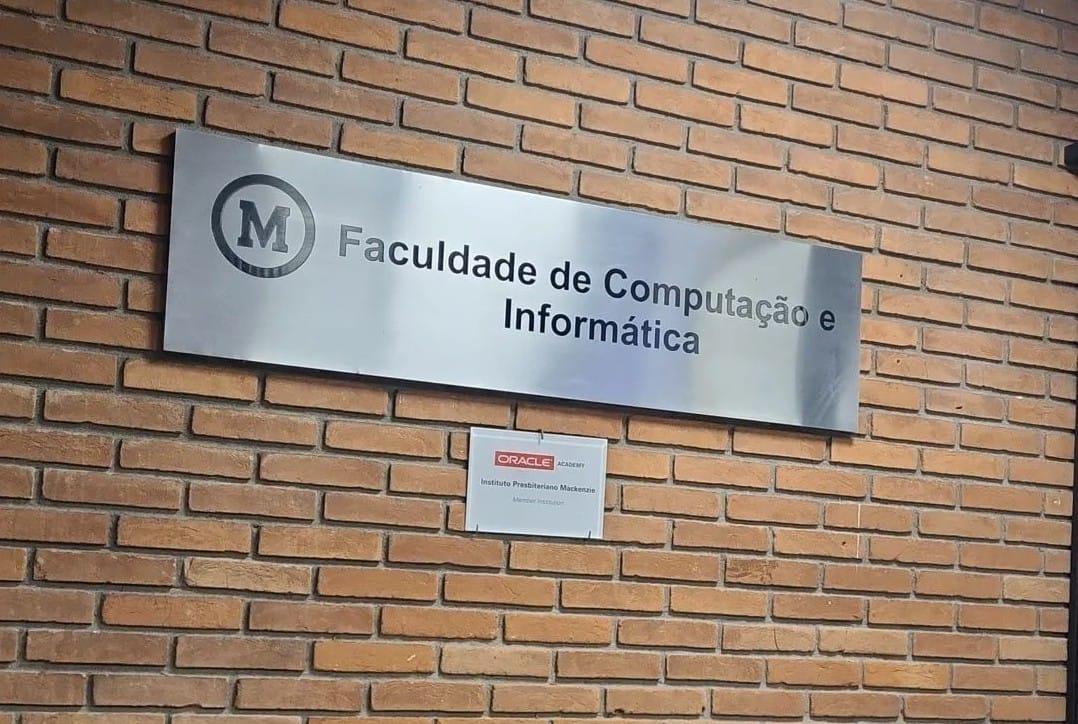 M
Faculdade de Computação e
Informática
ORACLE ACADEMY
Instituto Presbiteriano Mackenzie
Member Institution